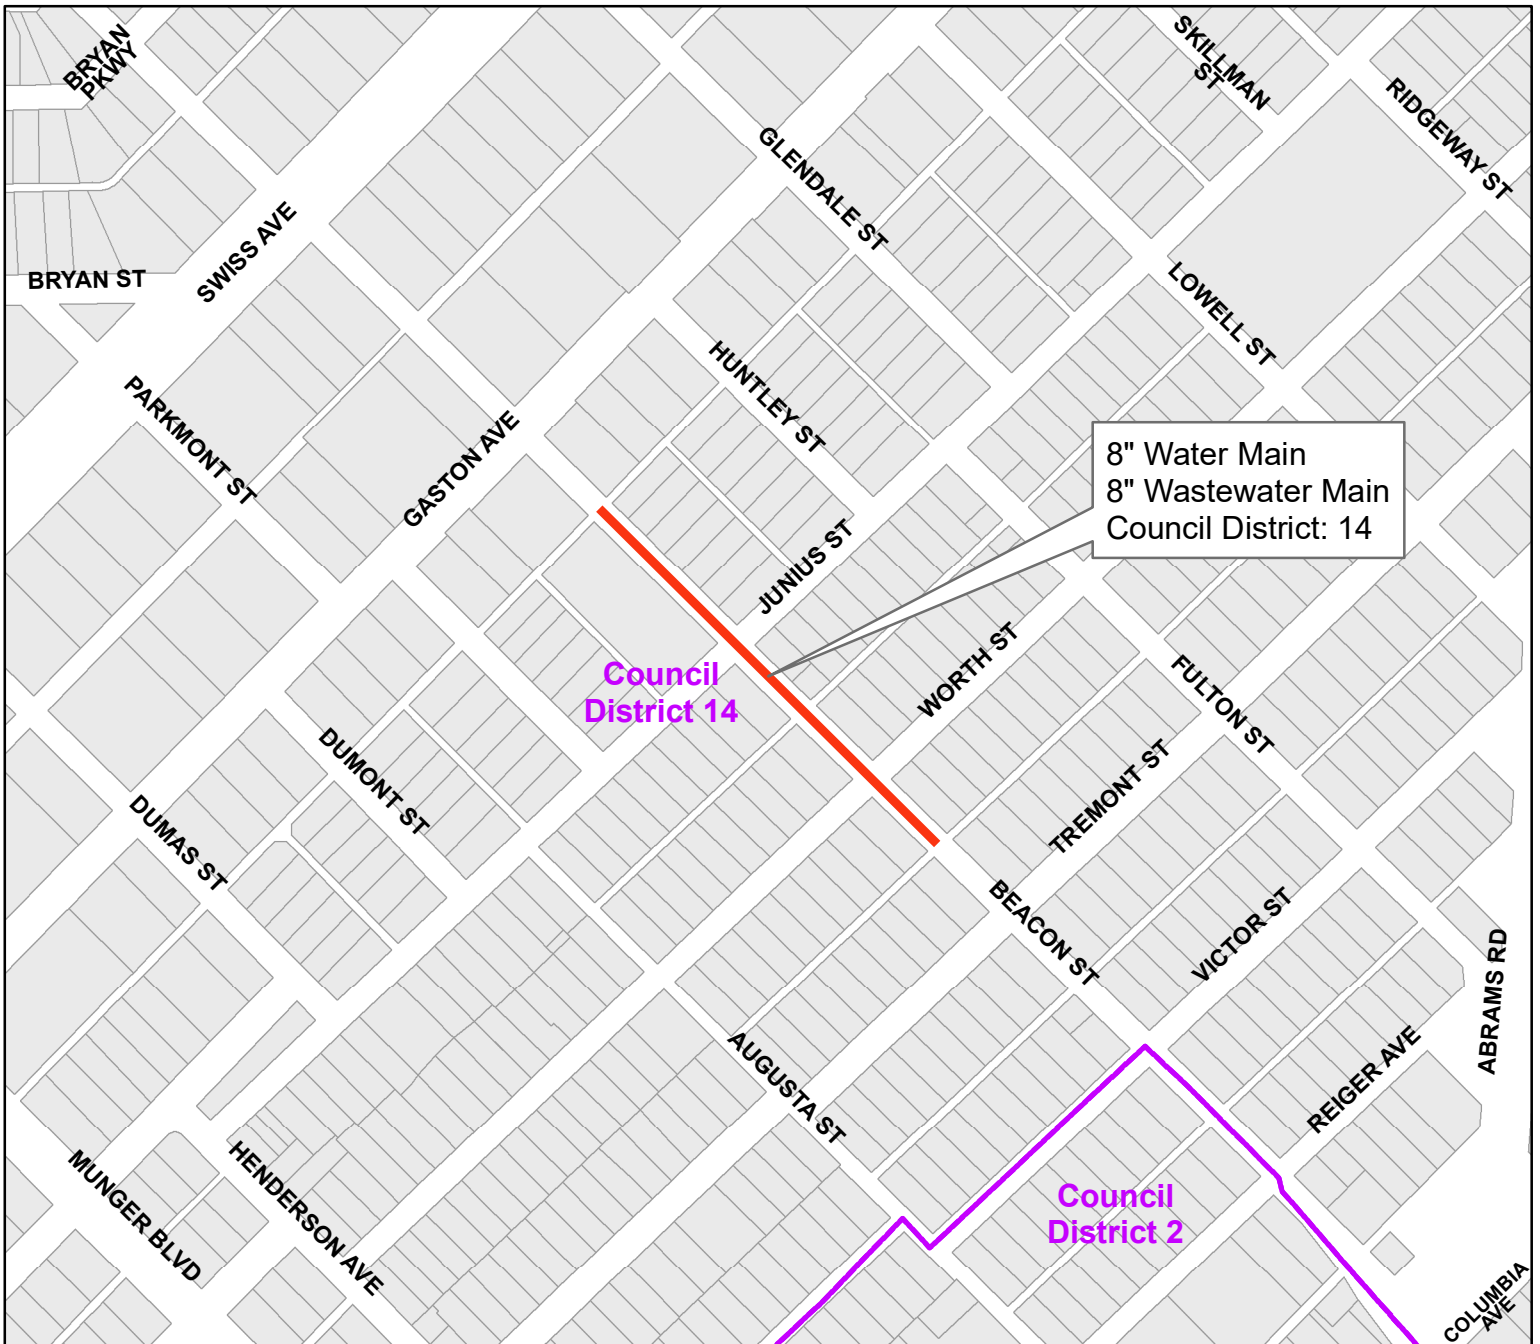 BRYAN
PKWY
SKILLMAN
ST
RIDGEWAY ST
GLENDALE ST
SWISS AVE
BRYAN ST
LOWELL ST
HUNTLEY ST
PARKMONT ST
GASTON AVE
8" Water Main
8" Wastewater Main
Council District: 14
JUNIUS ST
WORTH ST
Council
District 14
FULTON ST
DUMONT ST
TREMONT ST
DUMAS ST
BEACON ST
VICTOR ST
ABRAMS RD
AUGUSTA ST
REIGER AVE
MUNGER BLVD
HENDERSON AVE
Council
District 2
COLUMBIA
AVE